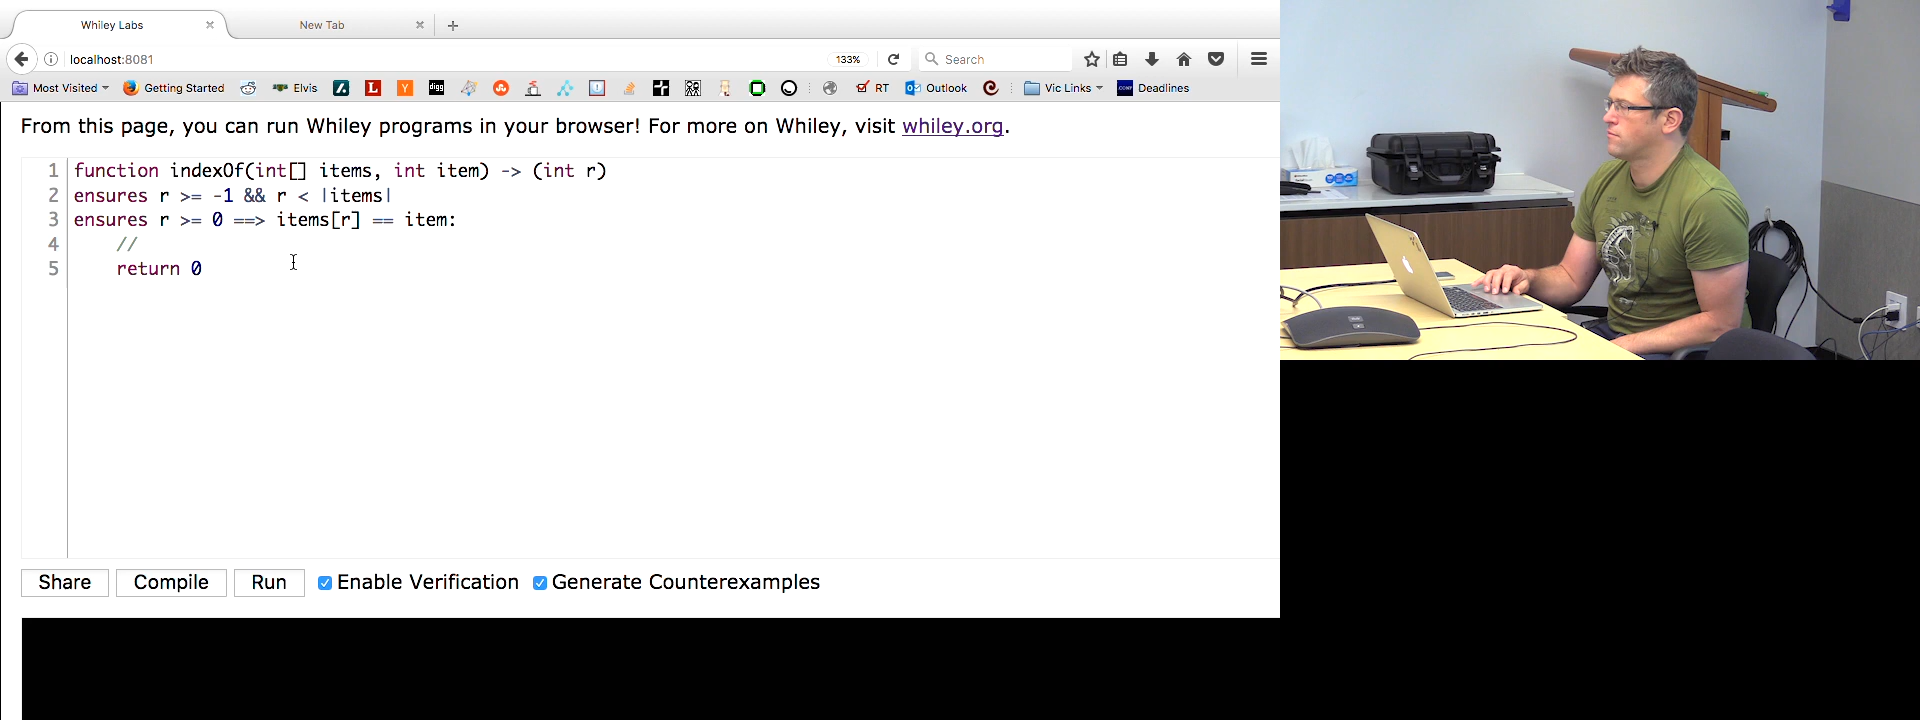 Whiley Labs
New Tab
localhost:8081
133%
Search
Most Visited
Getting Started
Elvis
RT
Outlook
Vic Links
Deadlines
From this page, you can run Whiley programs in your browser! For more on Whiley, visit whiley.org.
1 function indexOf(int[] items, int item) -> (int r)
2 ensures r >= -1 && r < |items|
3 ensures r >= 0 ==> items[r] == item:
4 //
5 return 0
Share
Compile
Run
Enable Verification
Generate Counterexamples